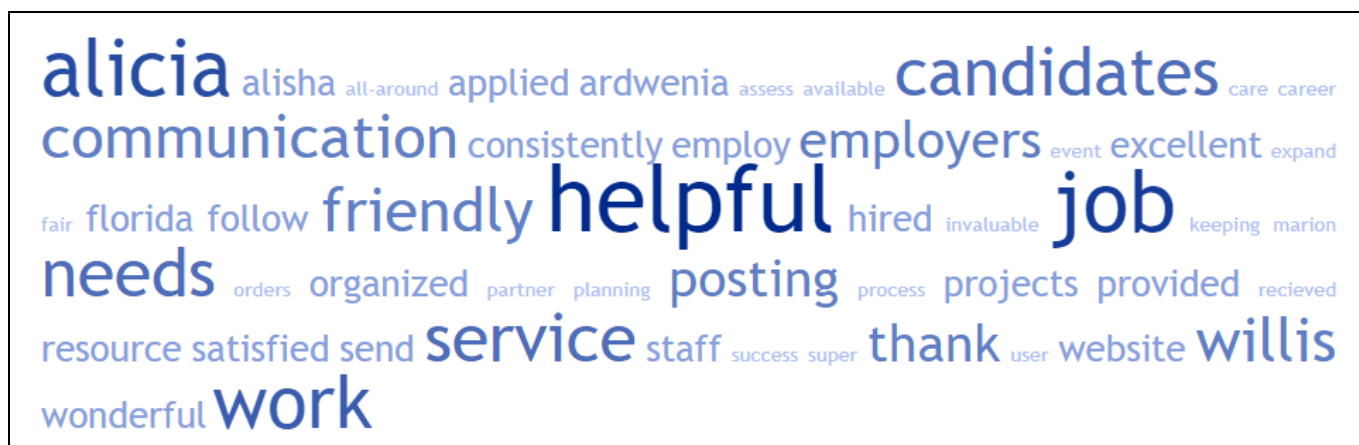 alicia alisha all-around applied ardwenia assess available candidates care career
communication consistently employ employers event excellent expand
fair florida follow friendly helpful hired invaluable job keeping marion
needs orders organized partner planning posting process projects provided recieved
resource satisfied send service staff success super thank user website willis
wonderful work